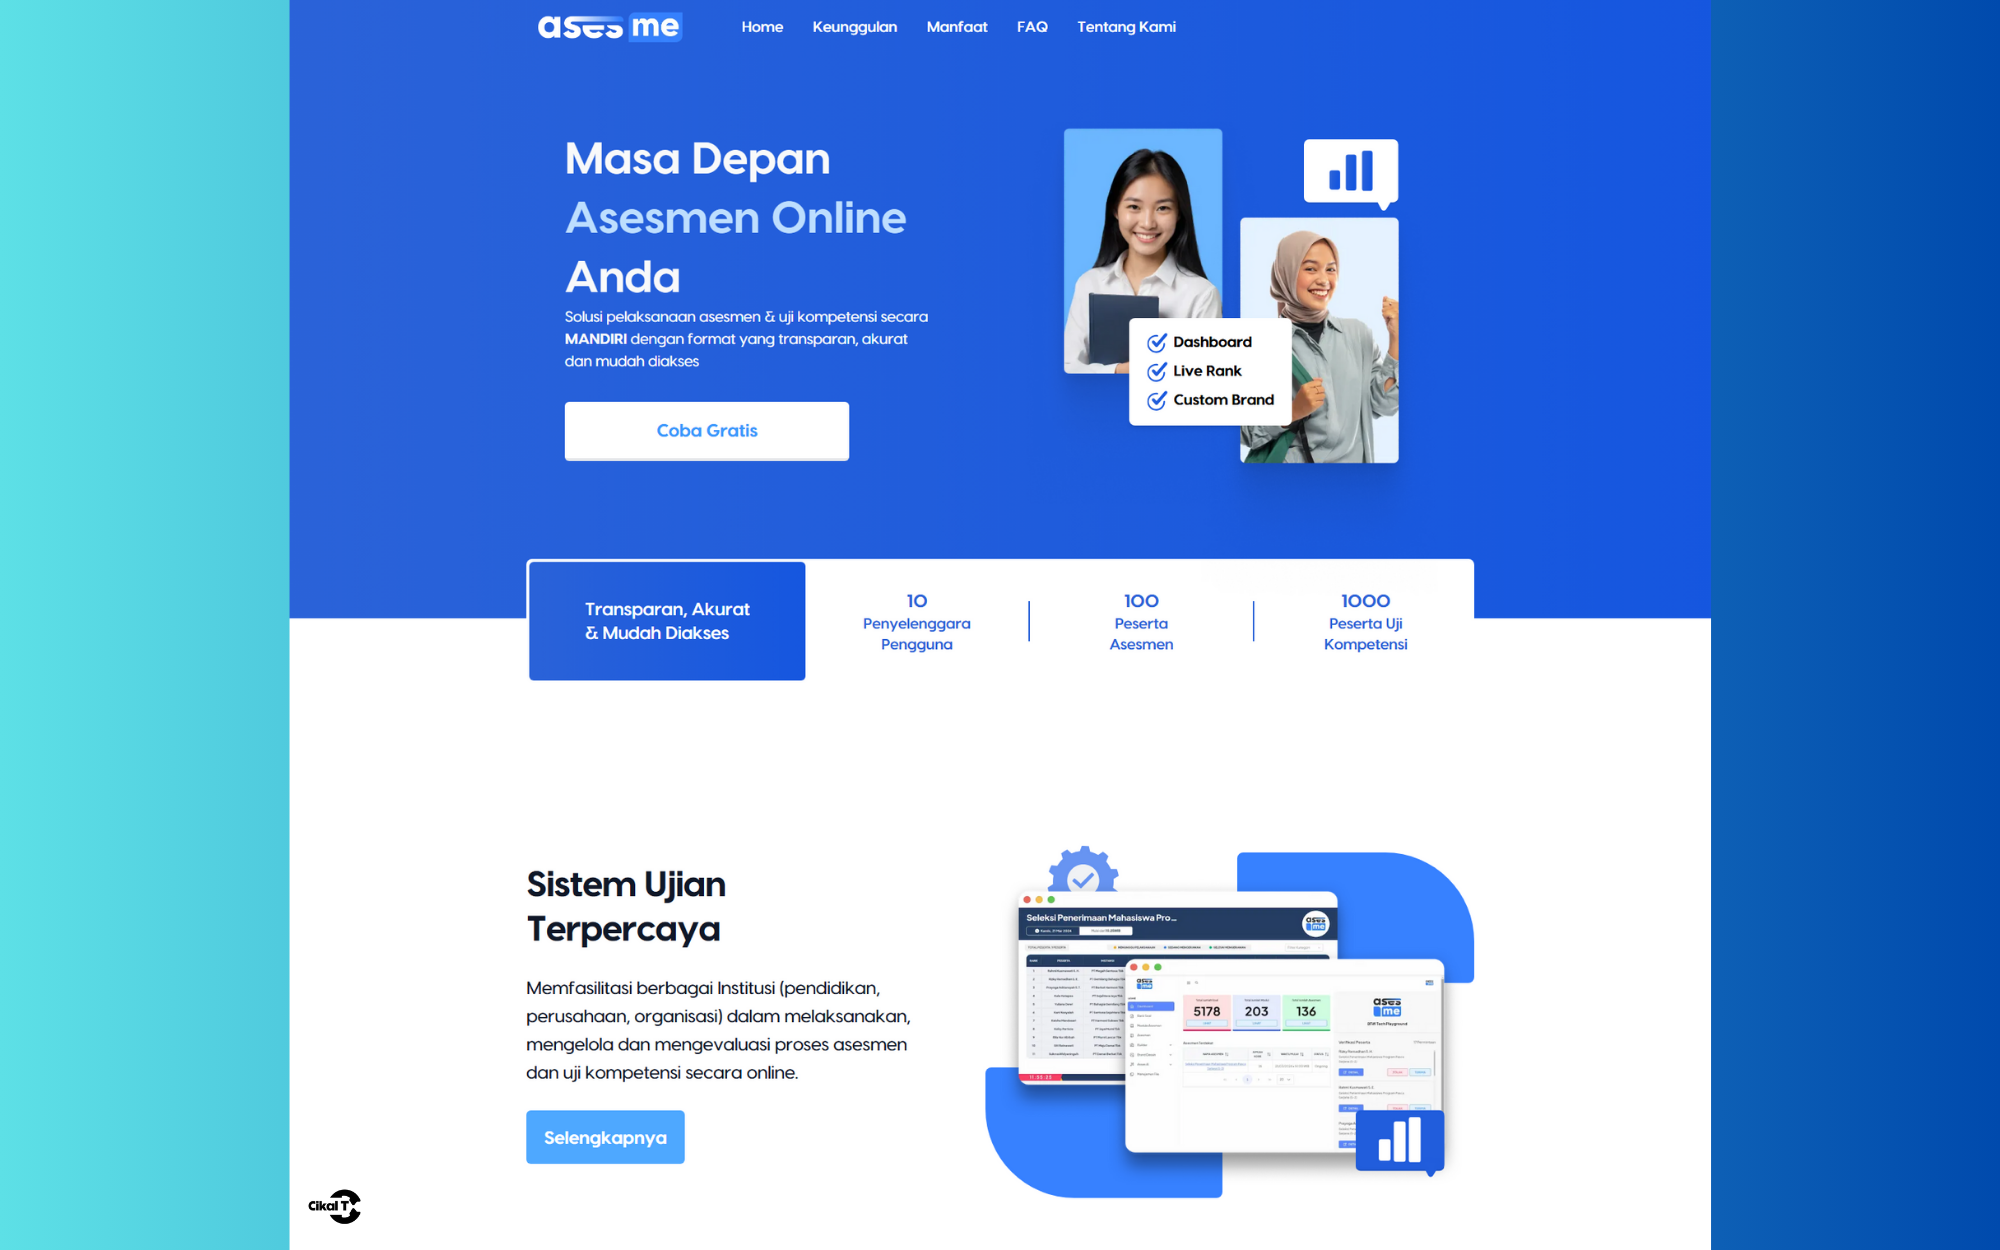 ases me
Home
Keunggulan
Manfaat
FAQ
Tentang Kami
Masa Depan
Asesmen Online
Anda
Solusi pelaksanaan asesmen & uji kompetensi secara
MANDIRI dengan format yang transparan, akurat
dan mudah diakses
Coba Gratis
Dashboard
Live Rank
Custom Brand
Transparan, Akurat
& Mudah Diakses
10
Penyelenggara
Pengguna
100
Peserta
Asesmen
1000
Peserta Uji
Kompetensi
Sistem Ujian
Terpercaya
Memfasilitasi berbagai Institusi (pendidikan,
perusahaan, organisasi) dalam melaksanakan,
mengelola dan mengevaluasi proses asesmen
dan uji kompetensi secara online.
Selengkapnya
Seleksi Penerimaan Mahasiswa Pro...
ases me
ases me
5178
203
136
ases
me
Cikal T